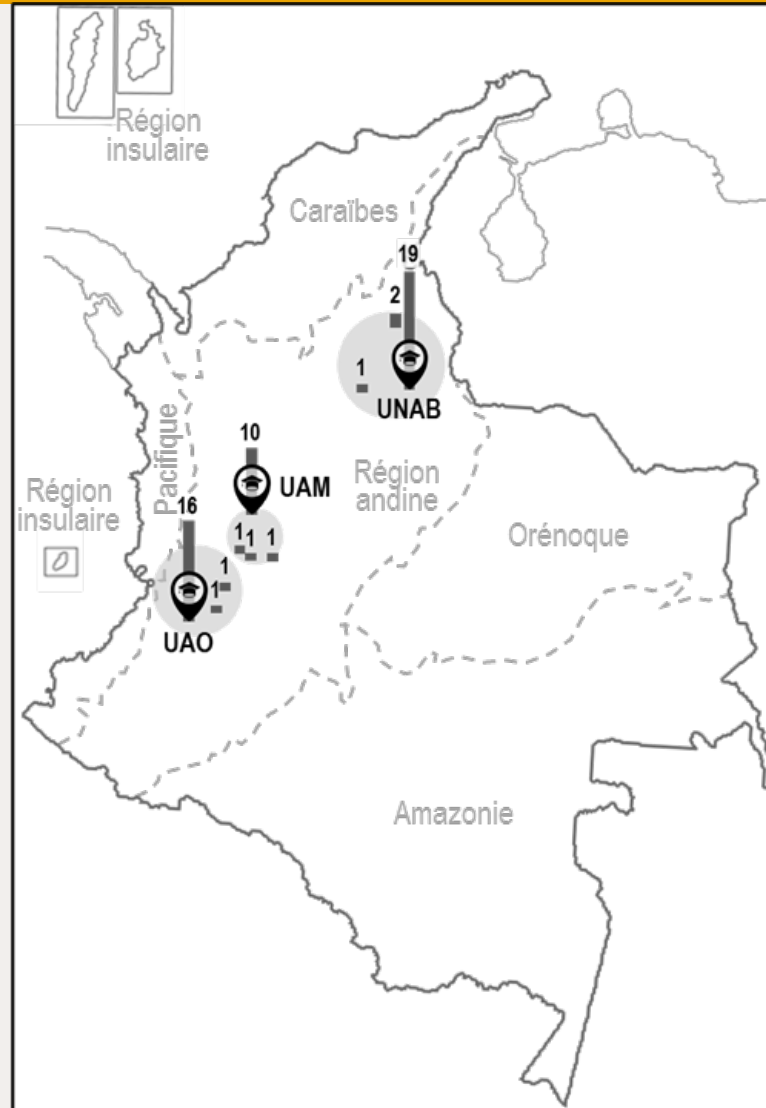 Région
insulaire
Caraïbes
19
2
1
UNAB
Pacifique
10
UAM
Région
andine
Région
insulaire
16
Orénoque
1
1
1
1
1
UAO
Amazonie